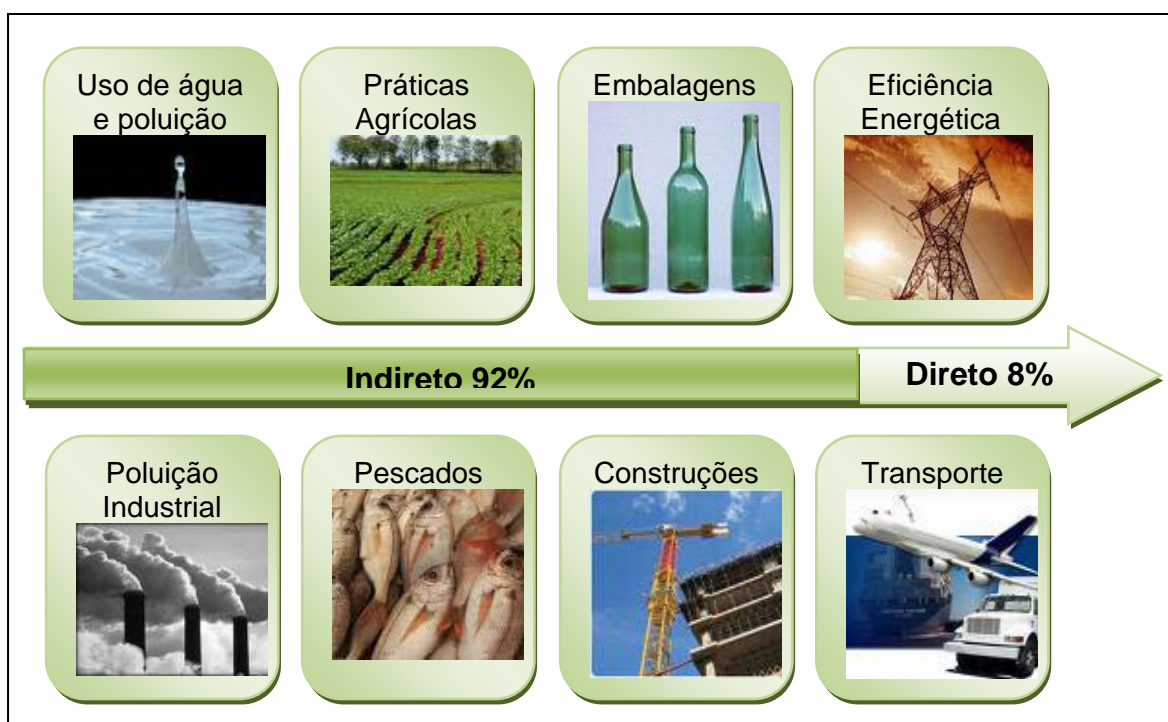 Uso de água
e poluição
Práticas
Agrícolas
Embalagens
Eficiência
Energética
Indireto 92%
Direto 8%
Poluição
Industrial
Pescados
Construções
Transporte